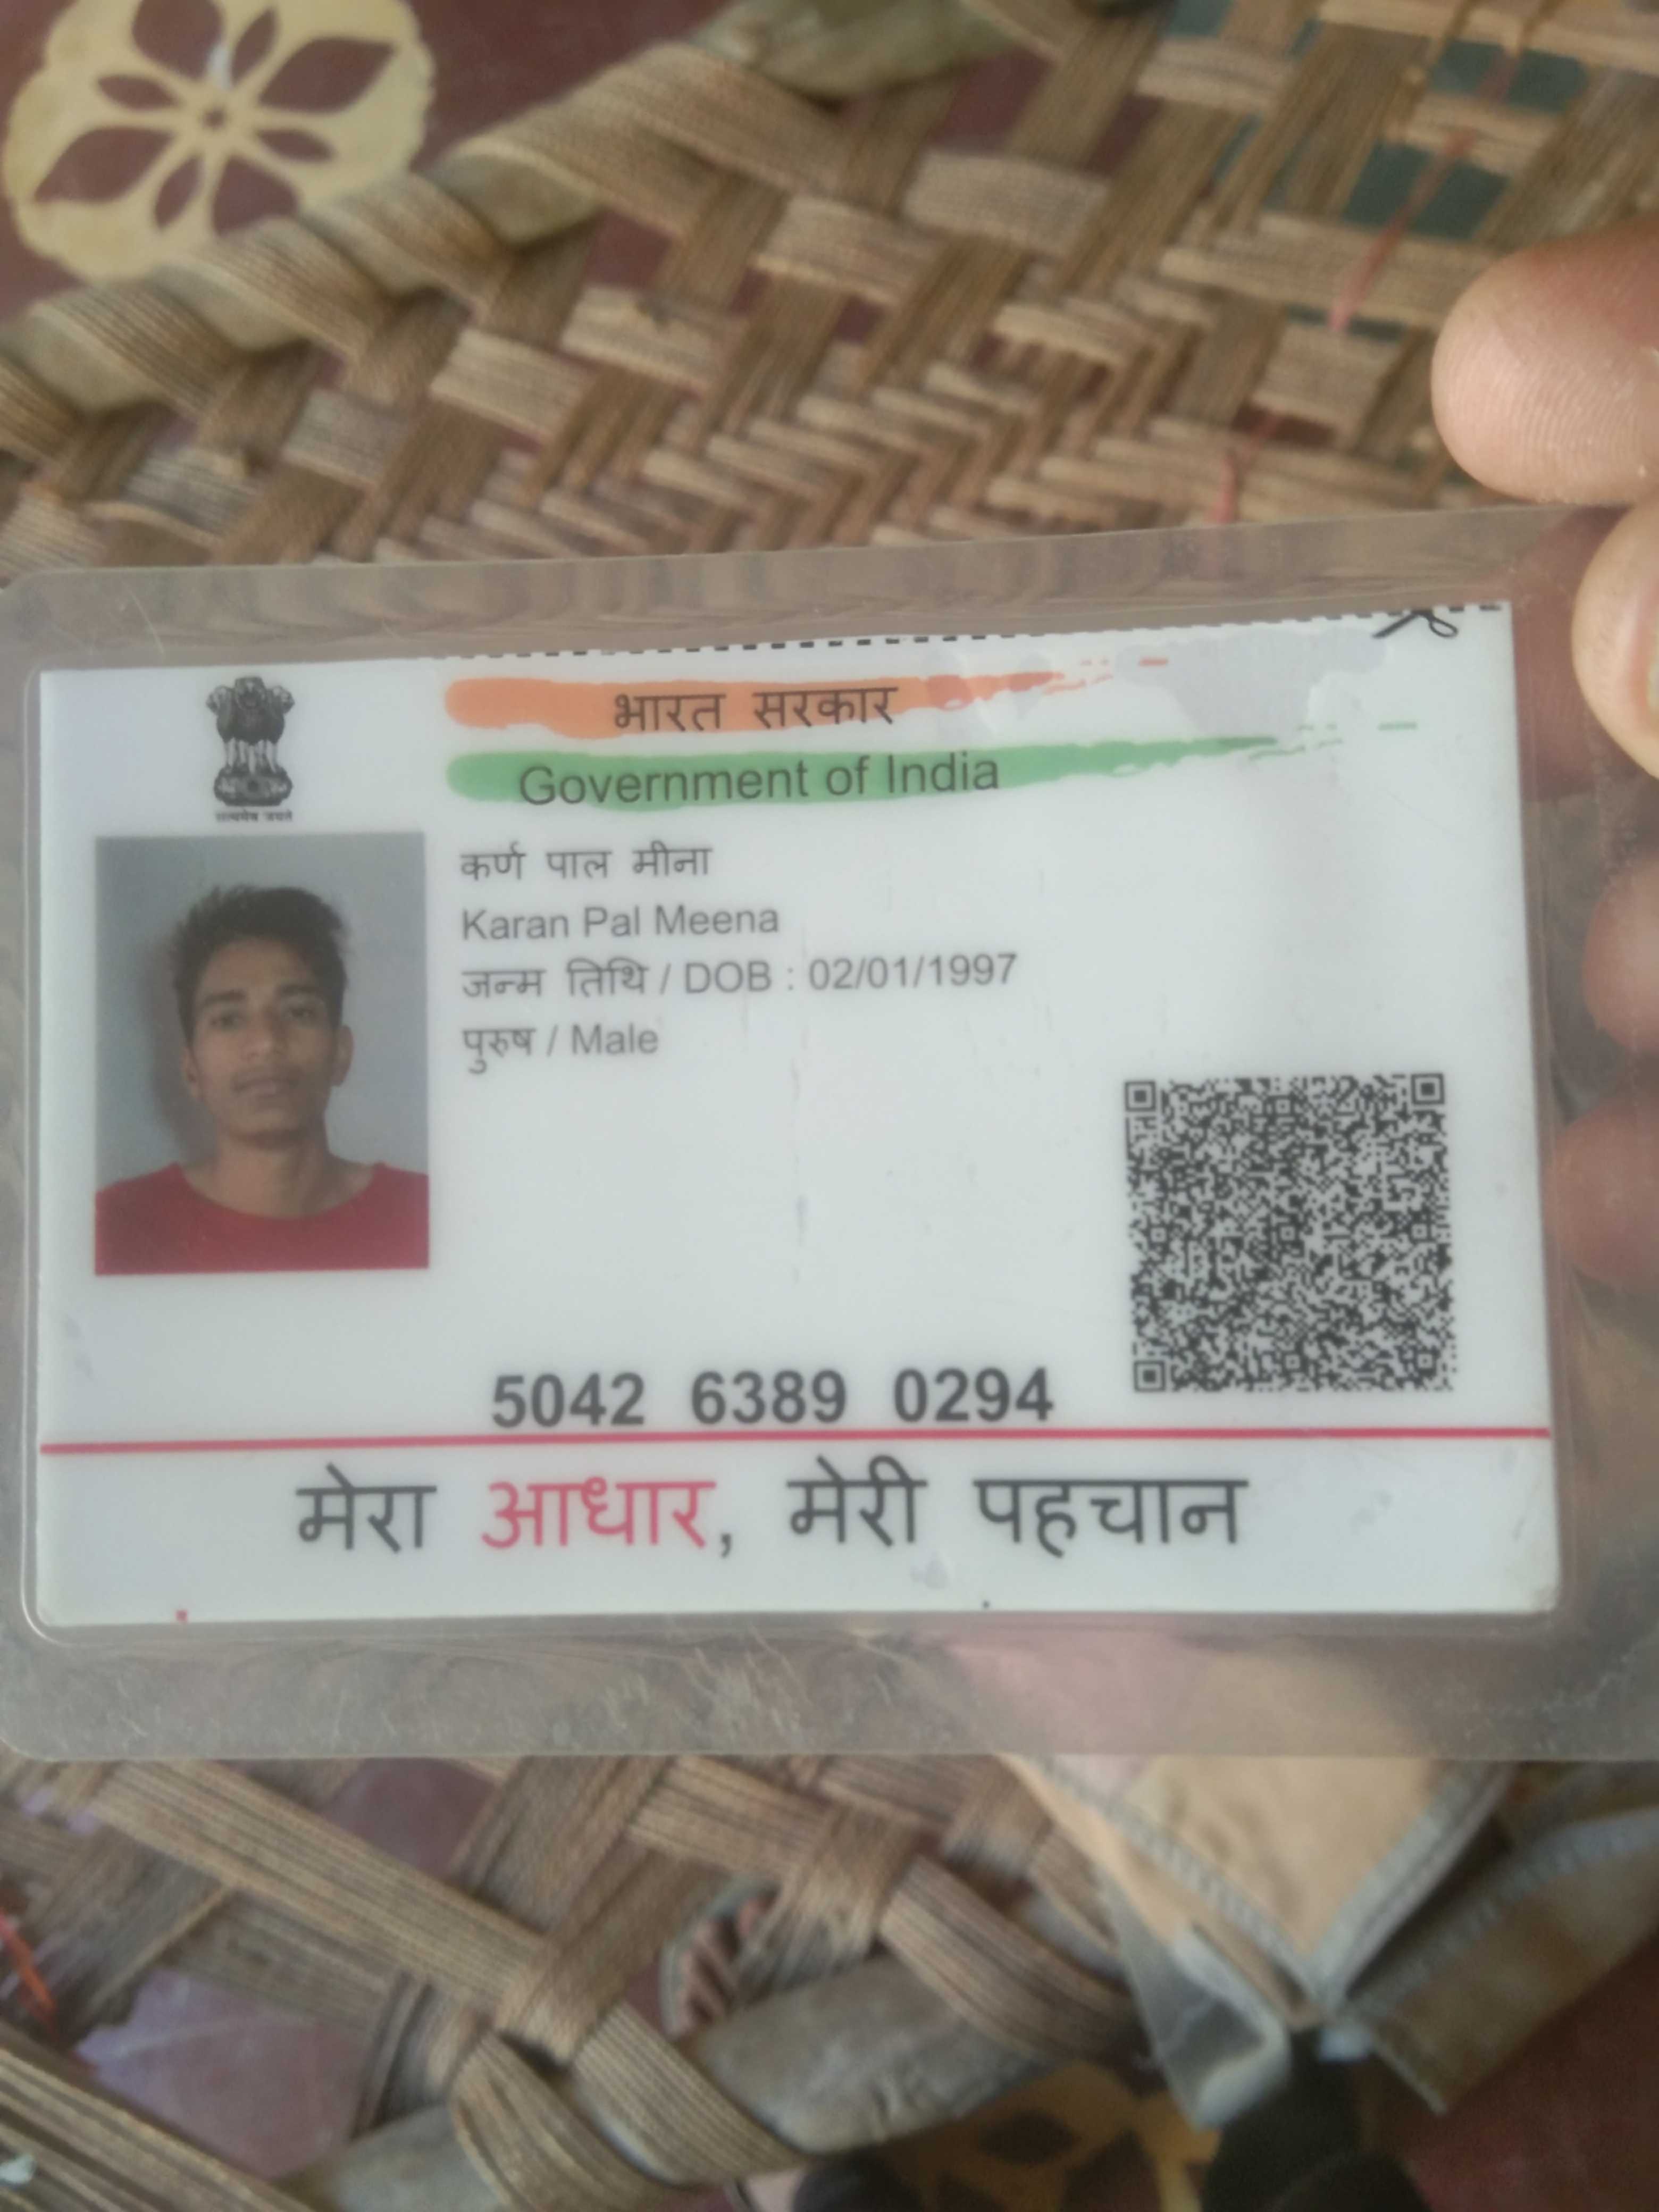 सत्यमेव जयते
भारत सरकार
Government of India
कर्ण पाल मीना
Karan Pal Meena
जन्म तिथि / DOB : 02/01/1997
पुरुष / Male
5042 6389 0294
मेरा आधार, मेरी पहचान